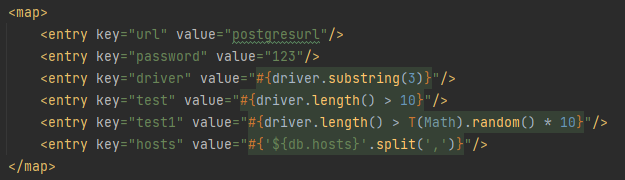 <map>
<entry key="url" value="postgresurl"/>
<entry key="password" value="123"/>
<entry key="driver" value="#{driver.substring(3)}"/>
<entry key="test" value="#{driver.length() > 10}"/>
<entry key="test1" value="#{driver.length() > T(Math).random() * 10}"/>
<entry key="hosts" value="#{'${db.hosts}'.split(',')}"/>
</map>